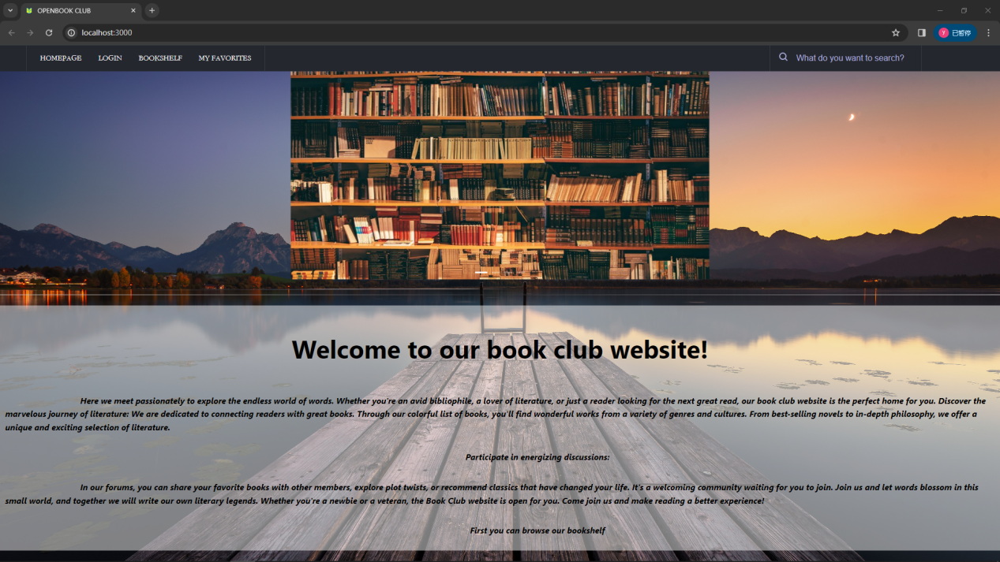 OPENBOOK CLUB
localhost:3000
y 已暂停
HOMEPAGE LOGIN BOOKSHELF MY FAVORITES What do you want to search?
Welcome to our book club website!
Here we meet passionately to explore the endless world of words. Whether you're an avid bibliophile, a lover of literature, or just a reader looking for the next great read, our book club website is the perfect home for you. Discover the
marvelous journey of literature: We are dedicated to connecting readers with great books. Through our colorful list of books, you'll find wonderful works from a variety of genres and cultures. From best-selling novels to in-depth philosophy, we offer a
unique and exciting selection of literature.
Participate in energizing discussions:
In our forums, you can share your favorite books with other members, explore plot twists, or recommend classics that have changed your life. It's a welcoming community waiting for you to join. Join us and let words blossom in this
small world, and together we will write our own literary legends. Whether you're a newbie or a veteran, the Book Club website is open for you. Come join us and make reading a better experience!
First you can browse our bookshelf